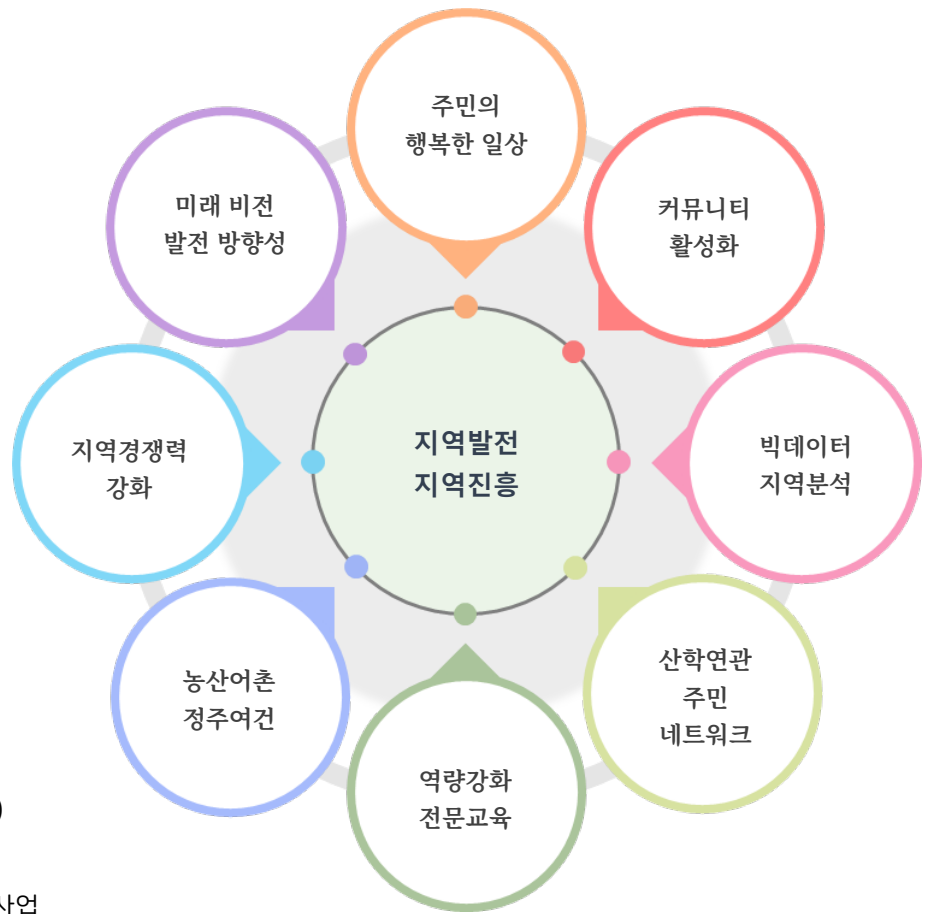 주민의
행복한 일상
미래 비전
발전 방향성
커뮤니티
활성화
지역경쟁력
강화
지역발전
지역진흥
빅데이터
지역분석
농산어촌
정주여건
산학연관
주민
네트워크
역량강화
전문교육
)
사업